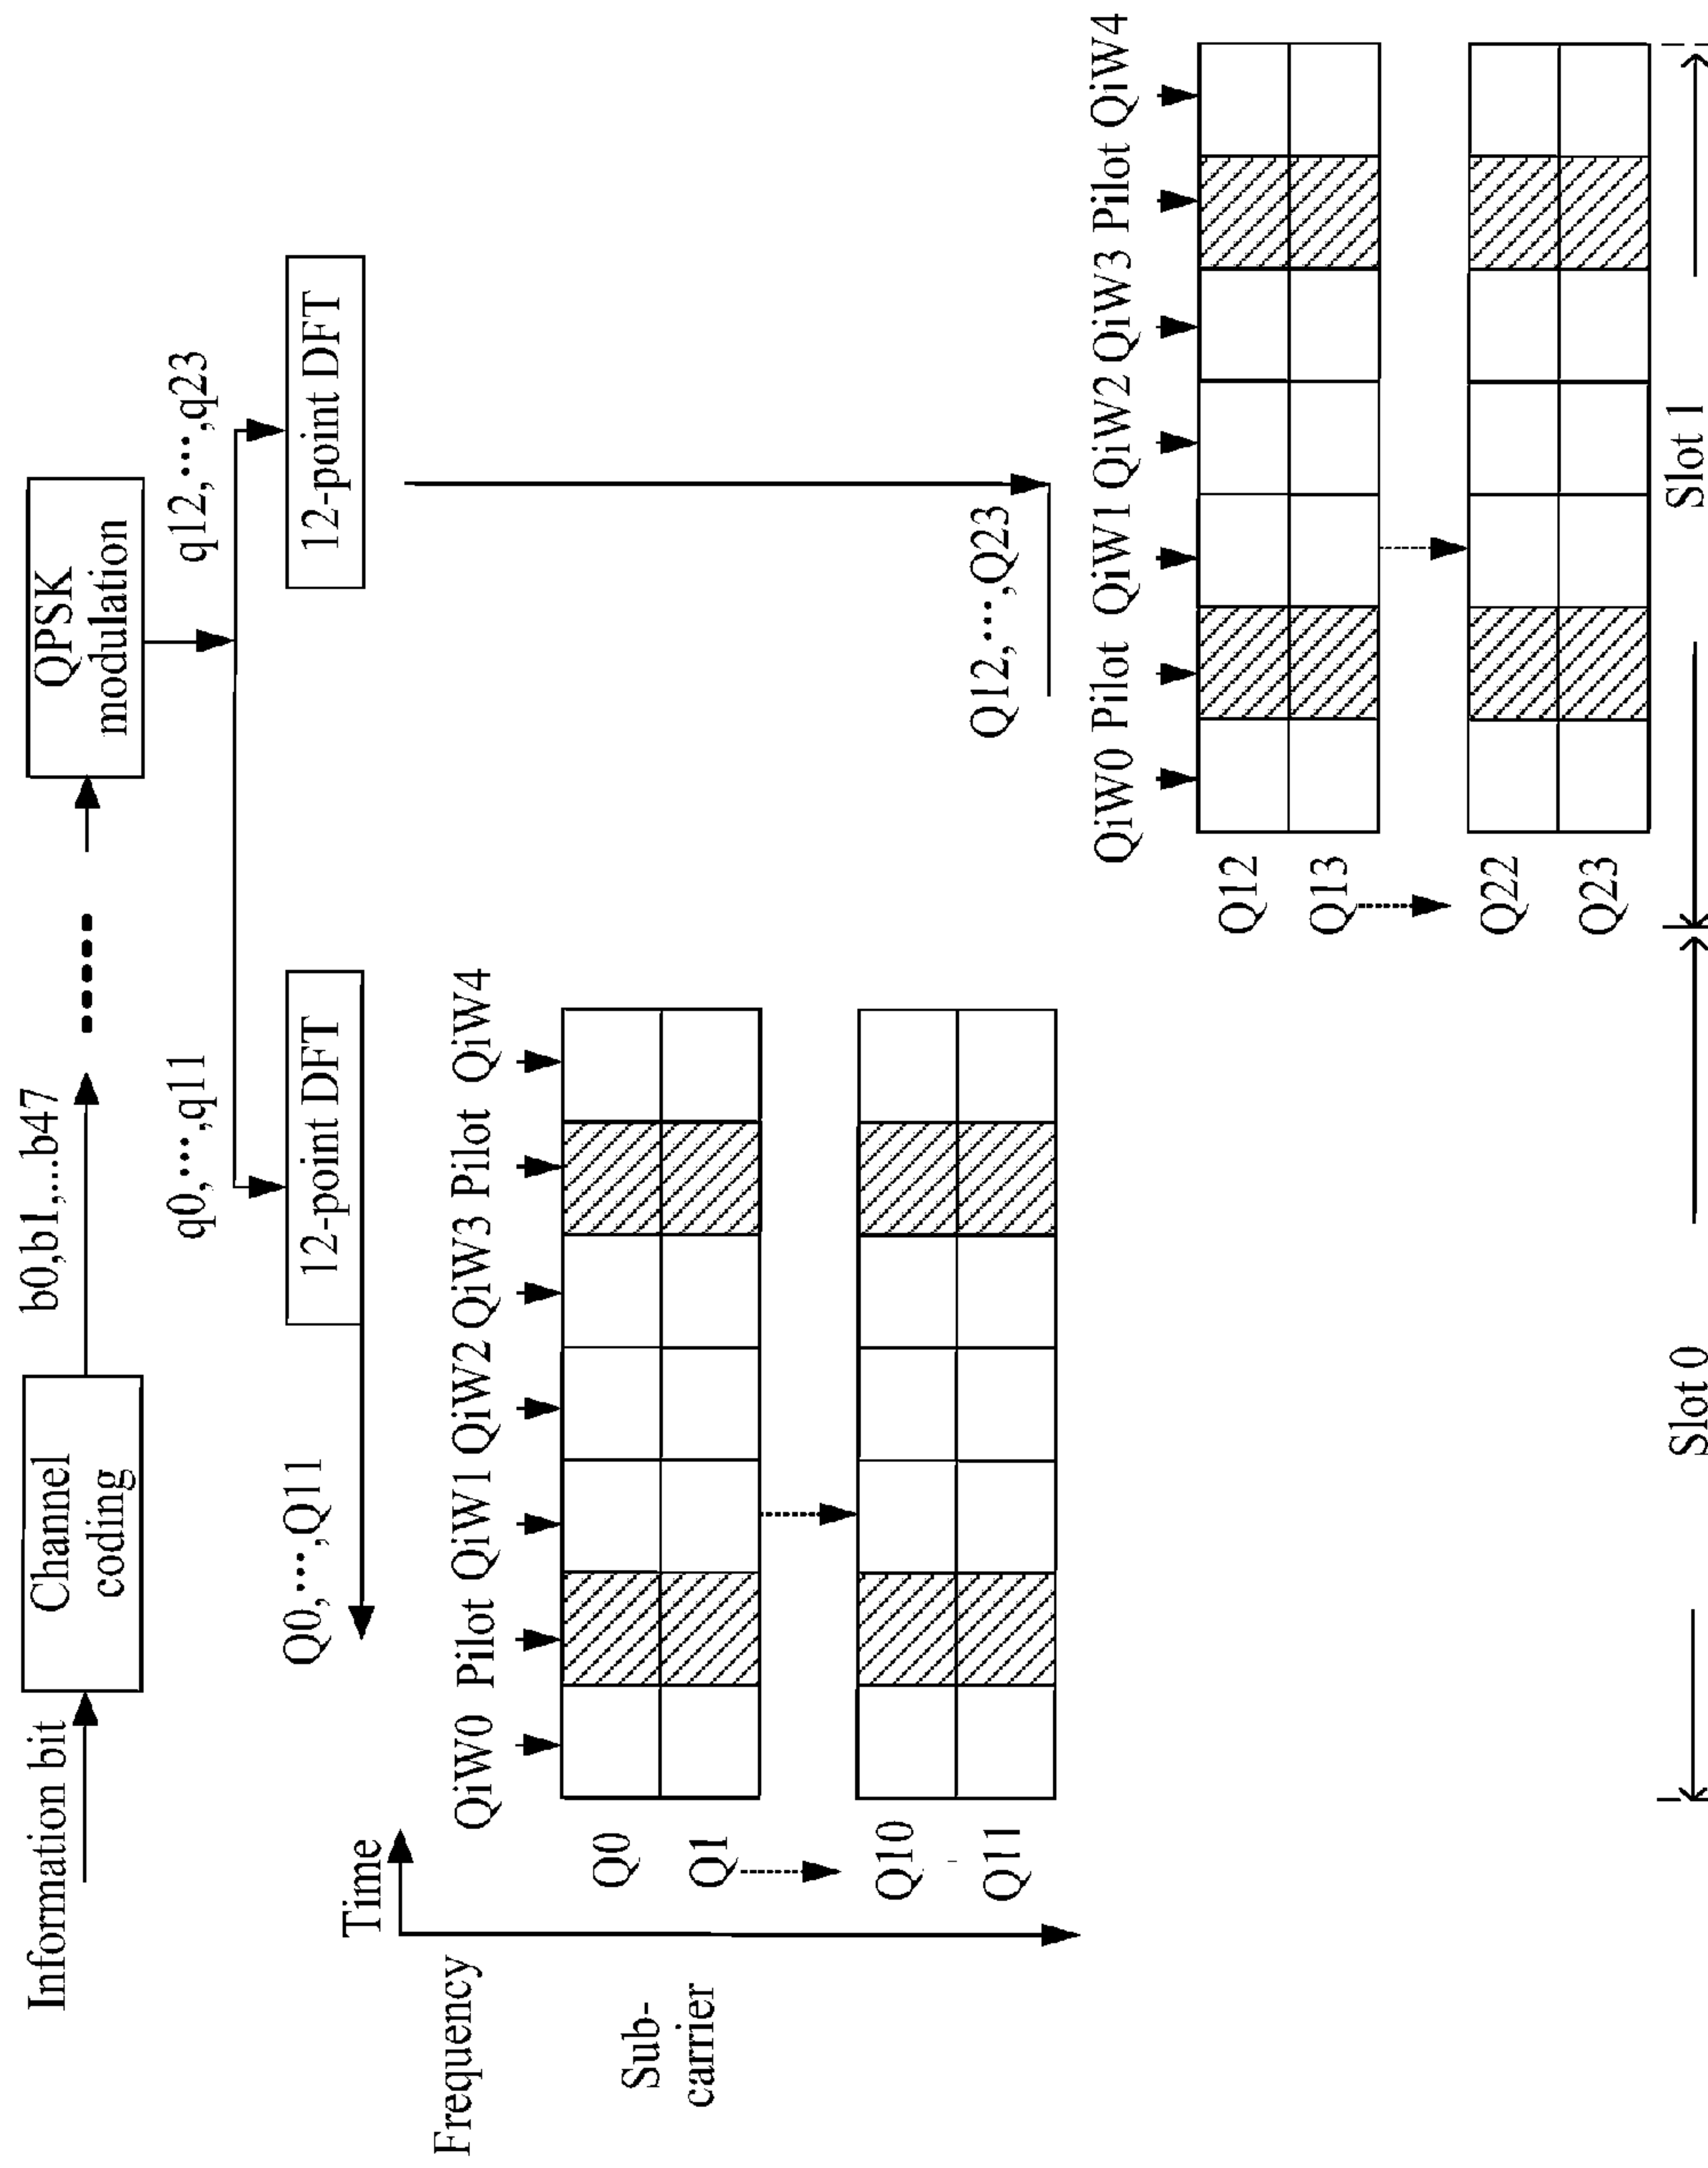 Information bit
Channel
coding
b0,b1,...b47
QPSK
modulation
q0,···,q11
q12,···,q23
12-point DFT
12-point DFT
Q0,···,Q11
Time
Frequency
Sub-
carrier
QiW0 Pilot QiW1 QiW2 QiW3 Pilot QiW4
Q0
Q1
Q10
Q11
Q12,···,Q23
QiW0 Pilot QiW1 QiW2 QiW3 Pilot QiW4
Q12
Q13
Q22
Q23
Slot 0
Slot 1